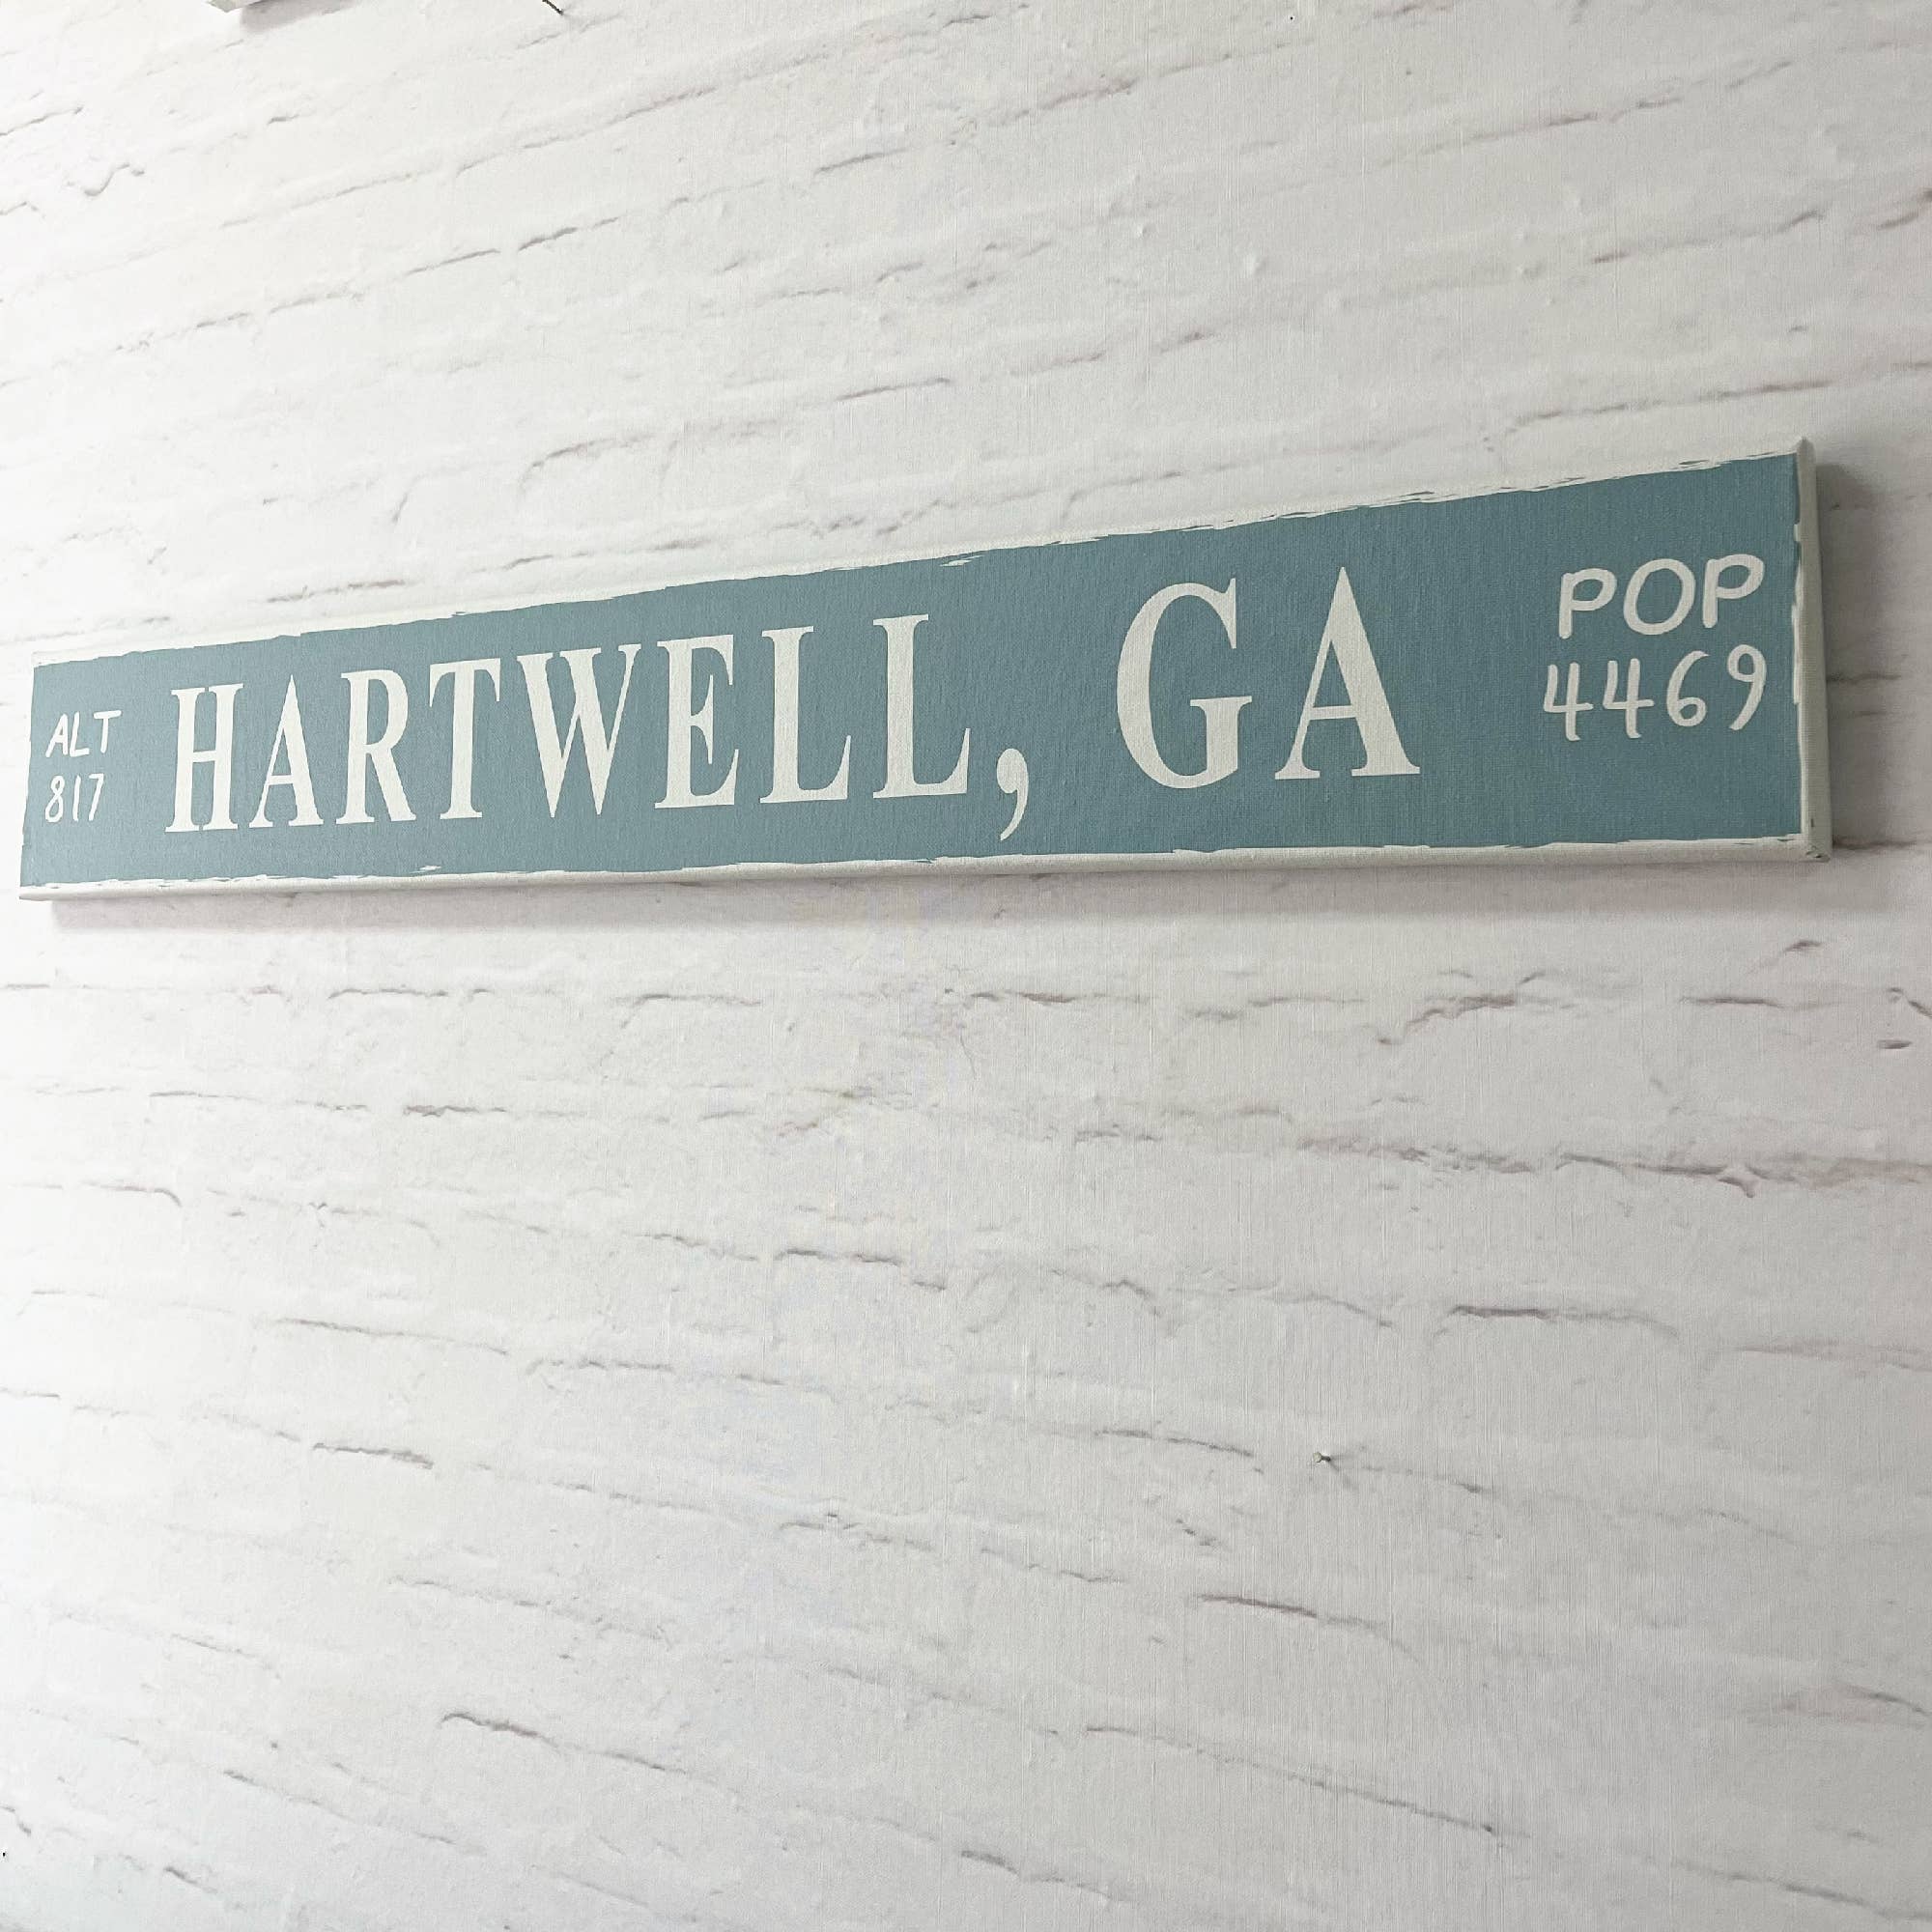 ALT
817
HARTWELL, GA
POP
4469